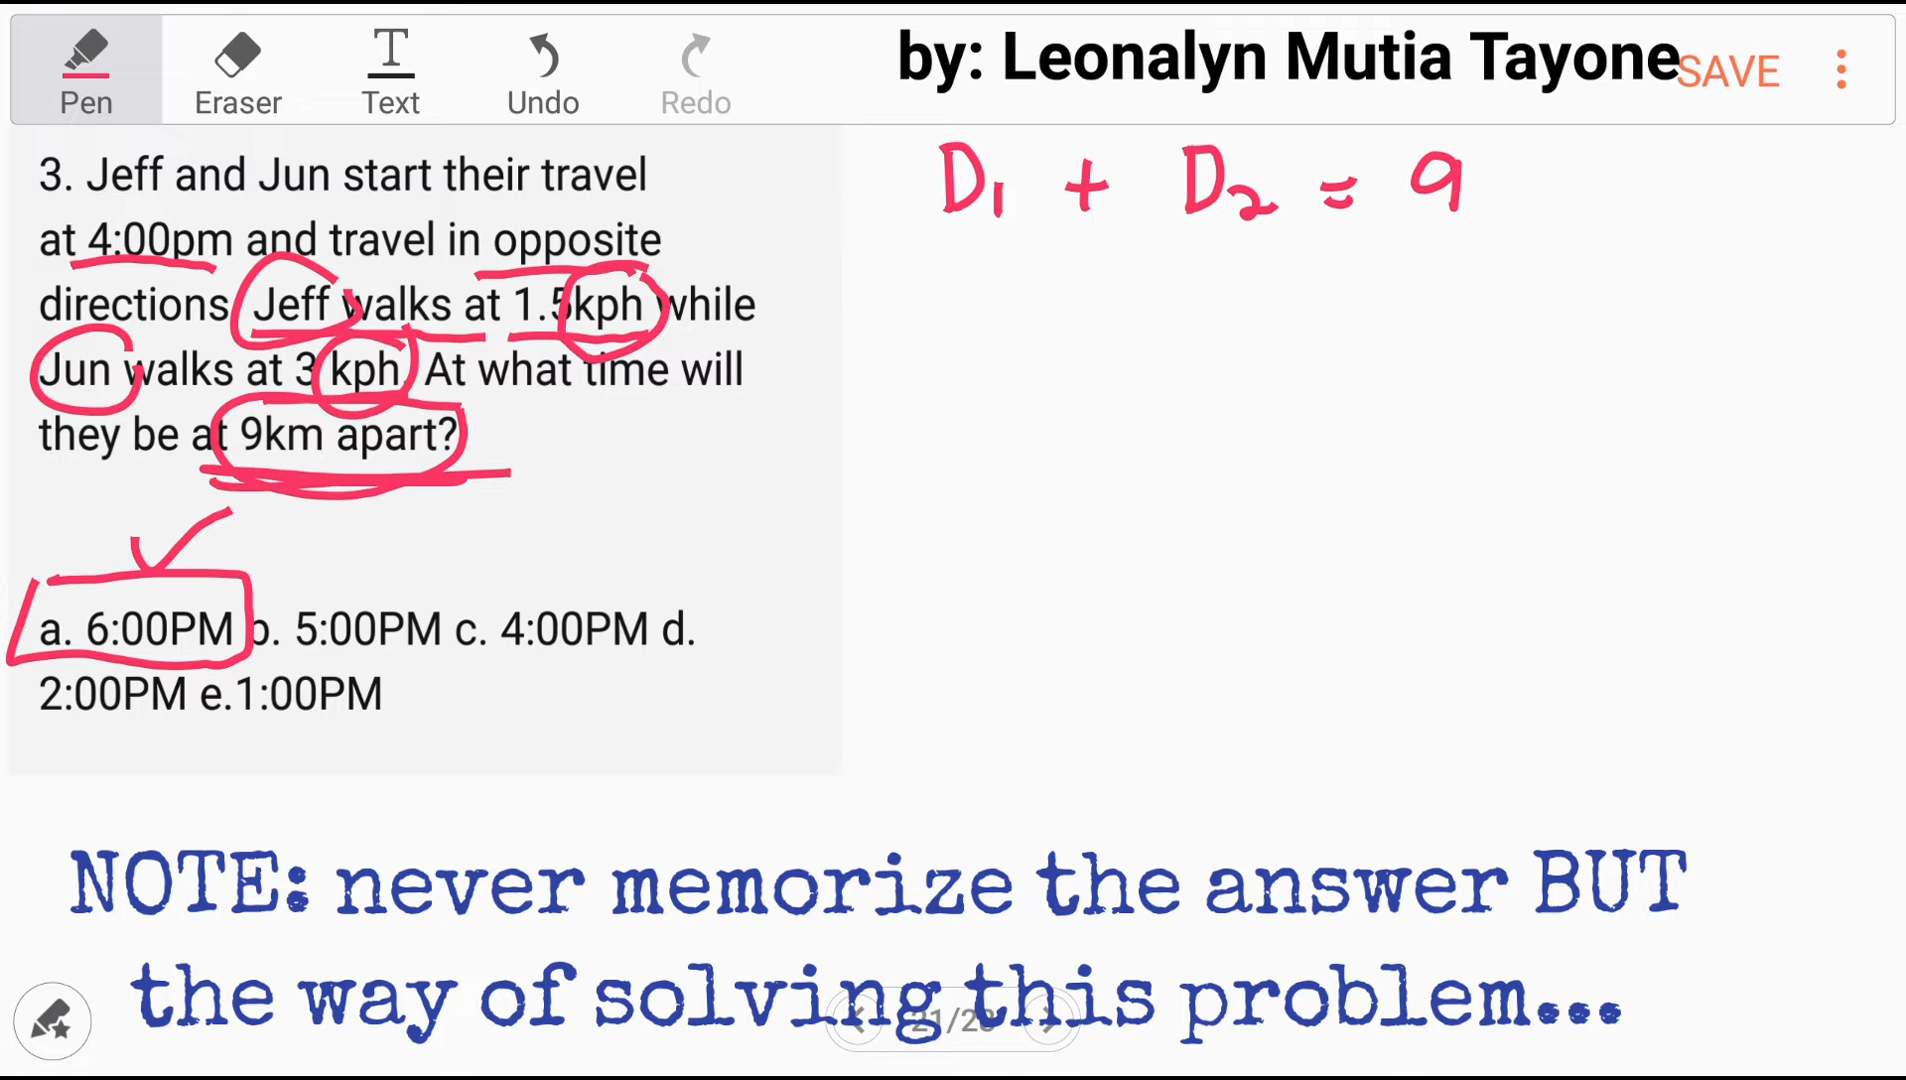 by: Leonalyn Mutia Tayone
SAVE
Pen Eraser Text Undo Redo
3. Jeff and Jun start their travel
at 4:00pm and travel in opposite
directions. Jeff walks at 1.5kph while
Jun walks at 3 kph. At what time will
they be at 9km apart?
a. 6:00PM b. 5:00PM c. 4:00PM d.
2:00PM e.1:00PM
D₁ + D₂ = 9
NOTE: never memorize the answer BUT
the way of solving this problem...
21/28